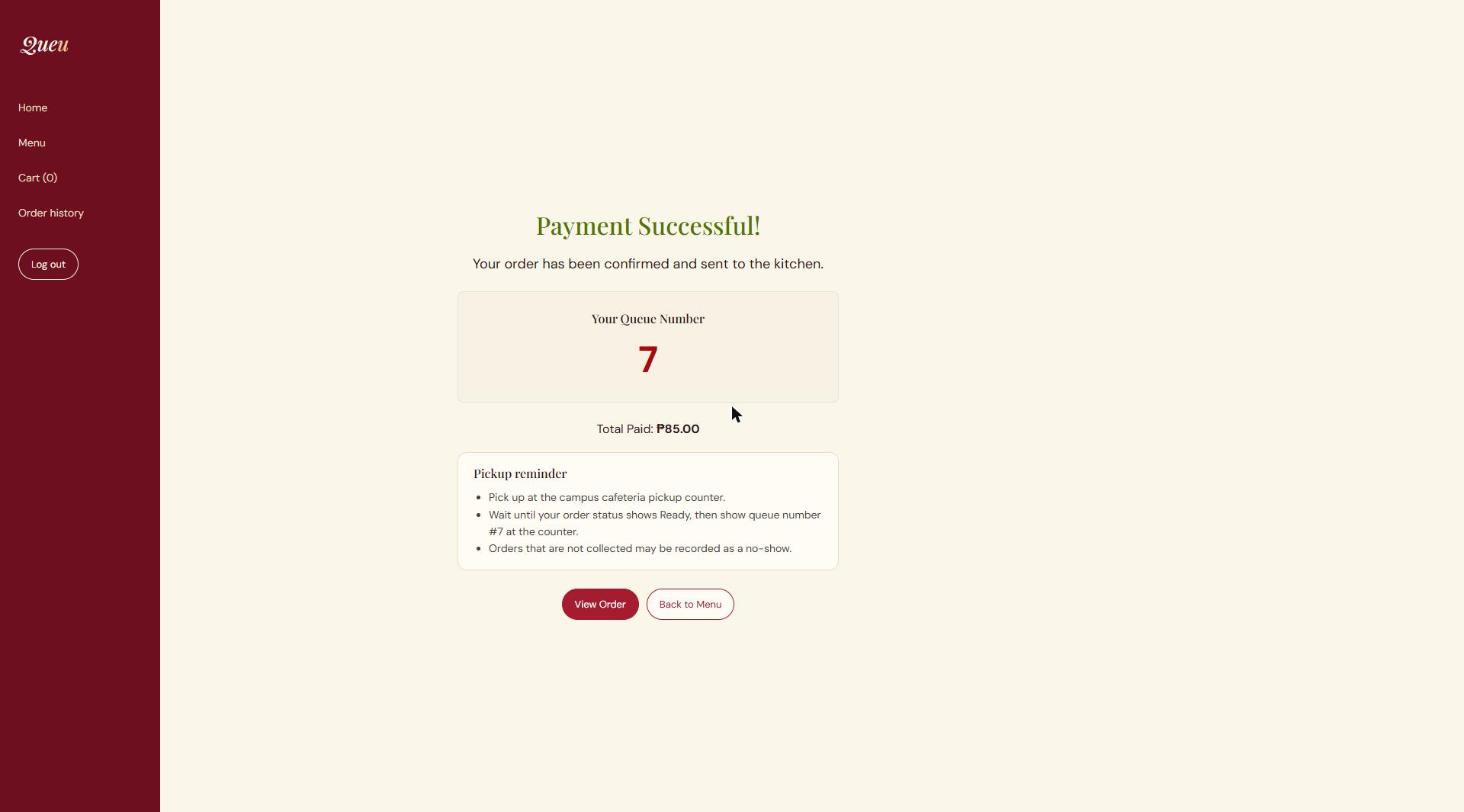 Queu
Home
Menu
Cart (0)
Order history
Log out
Payment Successful!
Your order has been confirmed and sent to the kitchen.
Your Queue Number
7
Total Paid: ₱85.00
Pickup reminder
• Pick up at the campus cafeteria pickup counter.
• Wait until your order status shows Ready, then show queue number
#7 at the counter.
• Orders that are not collected may be recorded as a no-show.
View Order
Back to Menu